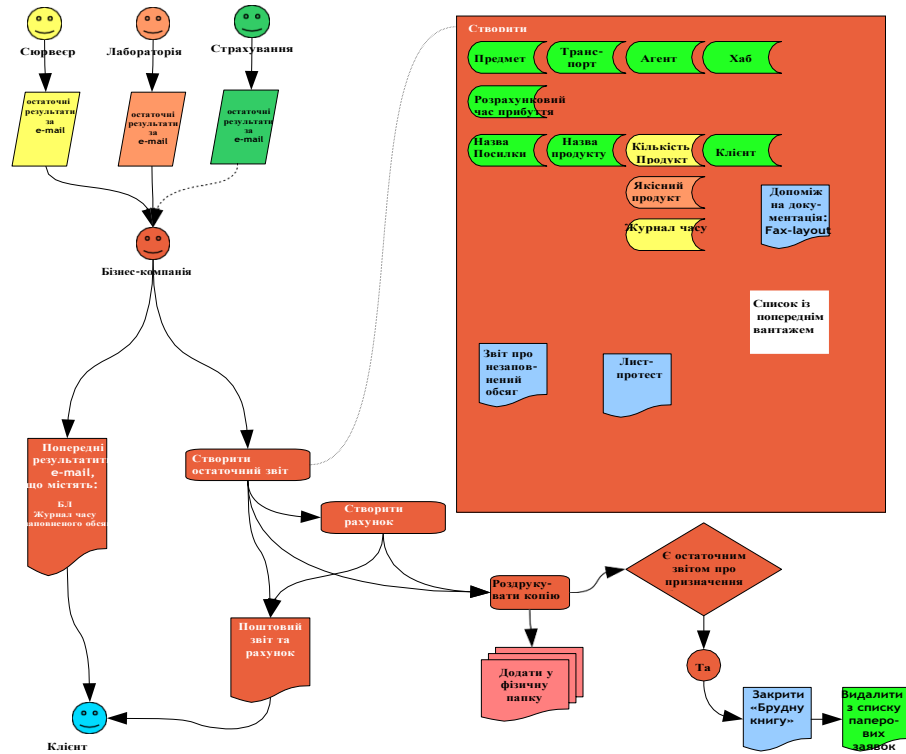 Сюрвеєр
Лабораторія
Страхування
остаточні
результати
за
e-mail
остаточні
результати
за
e-mail
остаточні
результати
за
e-mail
Бізнес-компанія
Створити
Предмет
Транс-
порт
Агент
Хаб
Розрахунковий
час прибуття
Назва
Посилки
Назва
продукту
Кількість
Продукт
Клієнт
Якісний
продукт
Журнал часу
Допоміж
на доку-
ментація:
Fax-layout
Список із
попереднім
вантажем
Звіт про
незапов-
нений
обсяг
Лист-
протест
Попередні
результатити
e-mail,
що містять:
БЛ
Журнал часу
заповненого обсяг
Створити
остаточний звіт
Створити
рахунок
Роздруку-
вати копію
Є остаточним
звітом про
призначення
Поштовий
звіт та
рахунок
Додати у
фізичну
папку
Та
Закрити
«Брудну
книгу»
Видалити
з списку
паперо-
вих
заявок
Клієнт